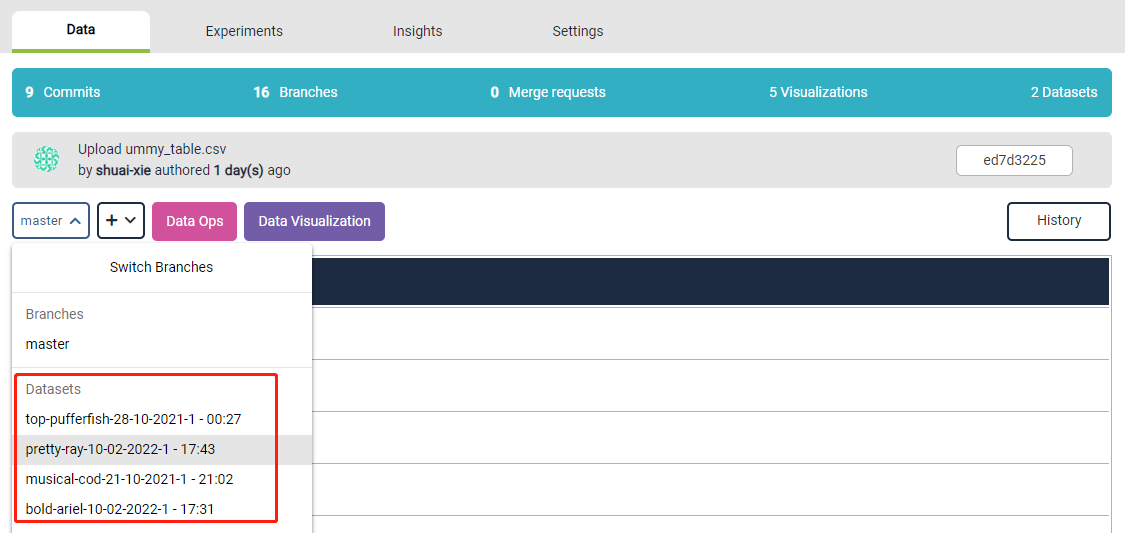 Data Experiments Insights Settings
9 Commits 16 Branches 0 Merge requests 5 Visualizations 2 Datasets
Upload ummy_table.csv
by shuai-xie authored 1 day(s) ago
ed7d3225
master + Data Ops Data Visualization History
Switch Branches
Branches
master
Datasets
top-pufferfish-28-10-2021-1 - 00:27
pretty-ray-10-02-2022-1 - 17:43
musical-cod-21-10-2021-1 - 21:02
bold-ariel-10-02-2022-1 - 17:31